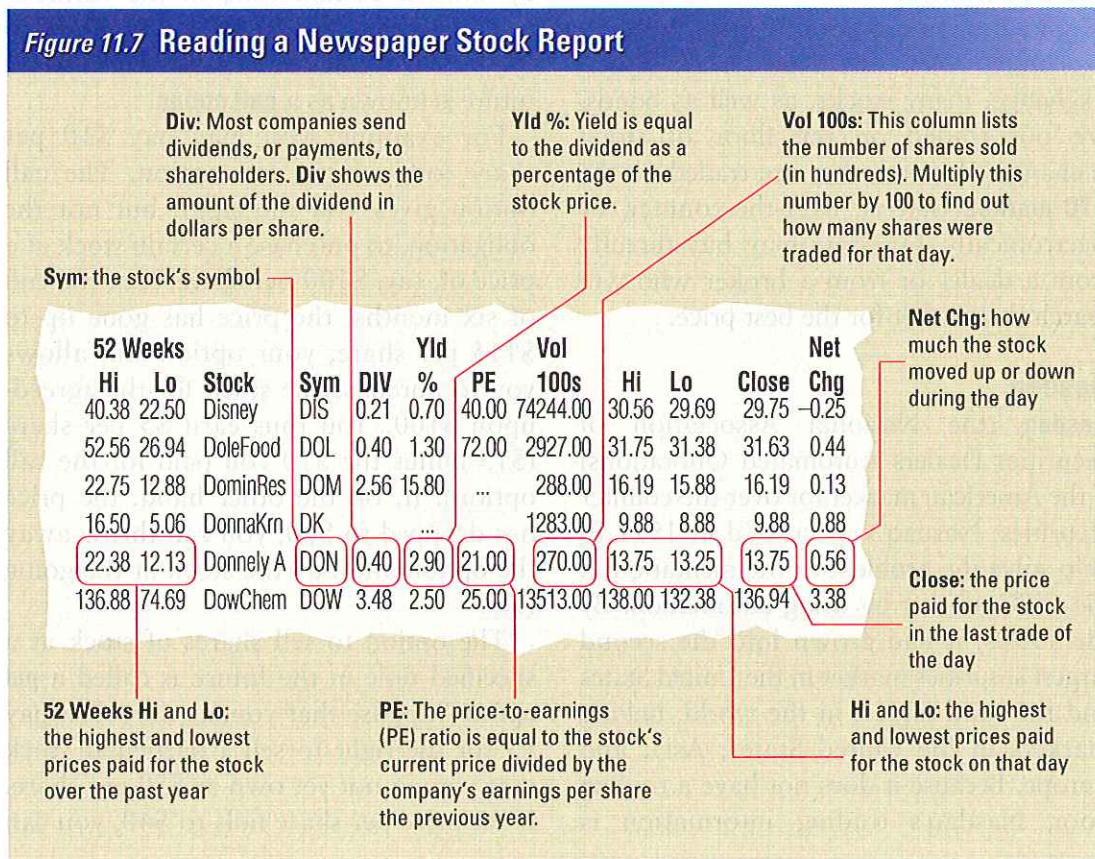 Figure 11.7 Reading a Newspaper Stock Report
Div: Most companies send
dividends, or payments, to
shareholders. Div shows the
amount of the dividend in
dollars per share.
Yld %: Yield is equal
to the dividend as a
percentage of the
stock price.
Vol 100s: This column lists
the number of shares sold
(in hundreds). Multiply this
number by 100 to find out
how many shares were
traded for that day.
Sym: the stock's symbol
Net Chg: how
much the stock
moved up or down
during the day
52 Weeks Yld Vol Net
Hi Lo Stock Sym DIV % PE 100s Hi Lo Close Chg
40.38 22.50 Disney DIS 0.21 0.70 40.00 74244.00 30.56 29.69 29.75 –0.25
52.56 26.94 DoleFood DOL 0.40 1.30 72.00 2927.00 31.75 31.38 31.63 0.44
22.75 12.88 DominRes DOM 2.56 15.80 ... 288.00 16.19 15.88 16.19 0.13
16.50 5.06 DonnaKrn DK ... 1283.00 9.88 8.88 9.88 0.88
22.38 12.13 Donnely A DON 0.40 2.90 21.00 270.00 13.75 13.25 13.75 0.56
136.88 74.69 DowChem DOW 3.48 2.50 25.00 13513.00 138.00 132.38 136.94 3.38
Close: the price
paid for the stock
in the last trade of
the day
52 Weeks Hi and Lo:
the highest and lowest
prices paid for the stock
over the past year
PE: The price-to-earnings
(PE) ratio is equal to the stock's
current price divided by the
company's earnings per share
the previous year.
Hi and Lo: the highest
and lowest prices paid
for the stock on that day